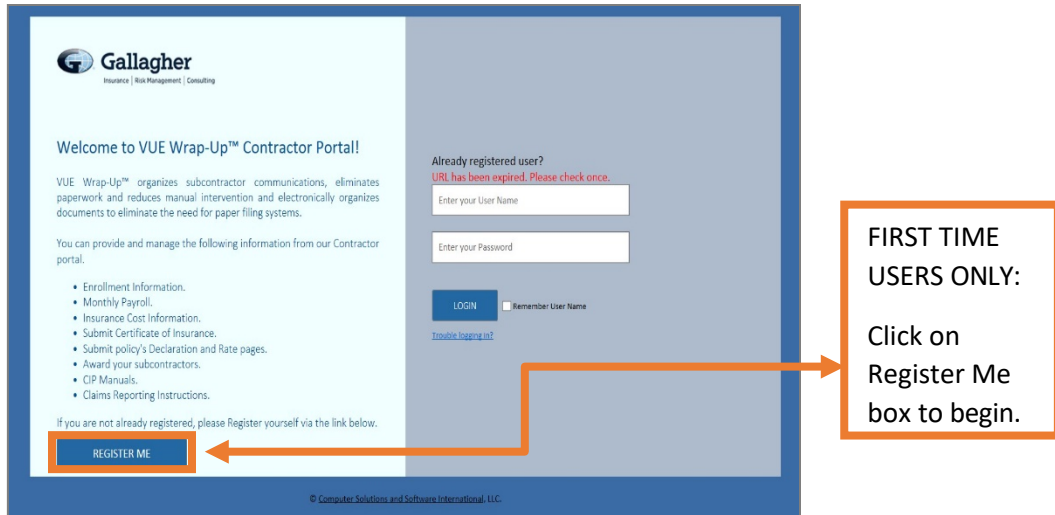 Gallagher
Insurance | Risk Management | Consulting
Welcome to VUE Wrap-Up™ Contractor Portal!
VUE Wrap-Up™ organizes subcontractor communications, eliminates
paperwork and reduces manual intervention and electronically organizes
documents to eliminate the need for paper filing systems.
You can provide and manage the following information from our Contractor
portal.
• Enrollment Information.
• Monthly Payroll.
• Insurance Cost Information.
• Submit Certificate of Insurance.
• Submit policy's Declaration and Rate pages.
• Award your subcontractors.
• CIP Manuals.
• Claims Reporting Instructions.
If you are not already registered, please Register yourself via the link below.
REGISTER ME
Already registered user?
URL has been expired. Please check once.
Enter your User Name
Enter your Password
LOGIN
Remember User Name
Trouble logging in?
© Computer Solutions and Software International, LLC.
FIRST TIME
USERS ONLY:
Click on
Register Me
box to begin.